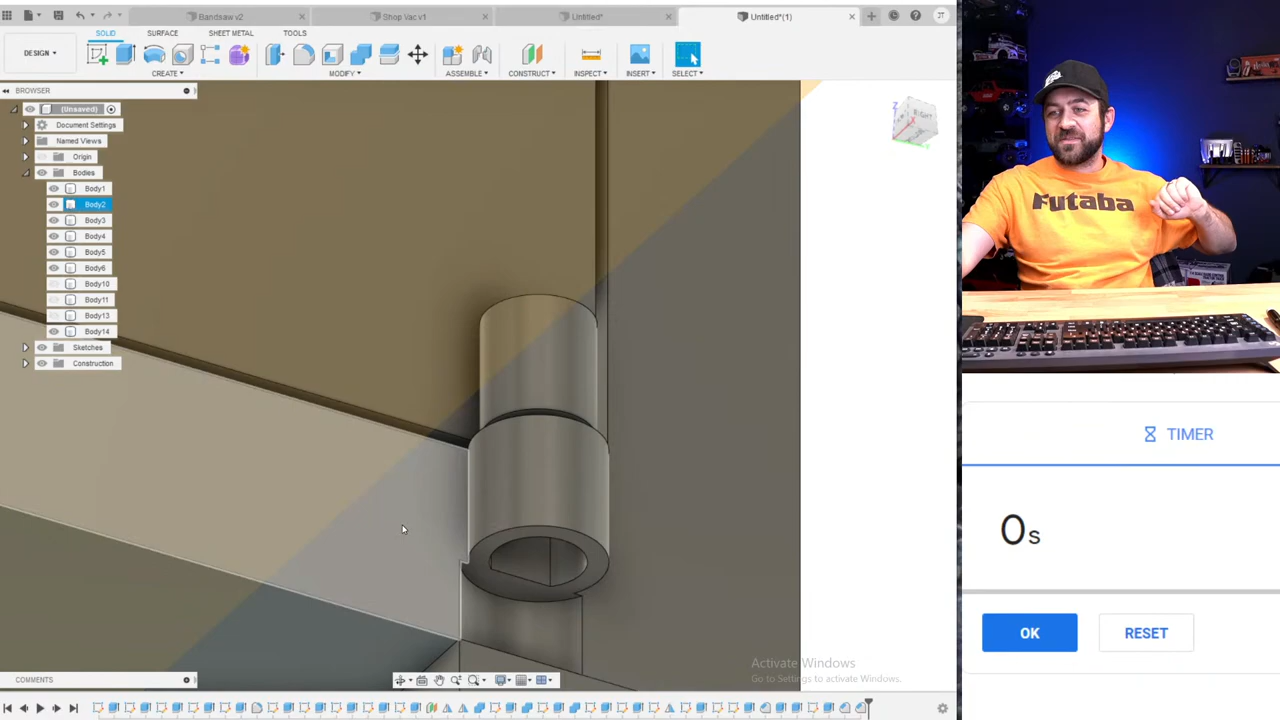 Bandsaw v2
Shop Vac v1
Untitled*
Untitled*(1)
JT
SOLID
SURFACE
SHEET METAL
TOOLS
DESIGN
CREATE
MODIFY
ASSEMBLE
CONSTRUCT
INSPECT
INSERT
SELECT
BROWSER
(Unsaved)
Document Settings
Named Views
Origin
Bodies
Body1
Body2
Body3
Body4
Body5
Body6
Body10
Body11
Body13
Body14
Sketches
Construction
Z
RIGHT
Futaba
TIMER
0s
OK
RESET
Activate Windows
Go to Settings to activate Windows.
COMMENTS